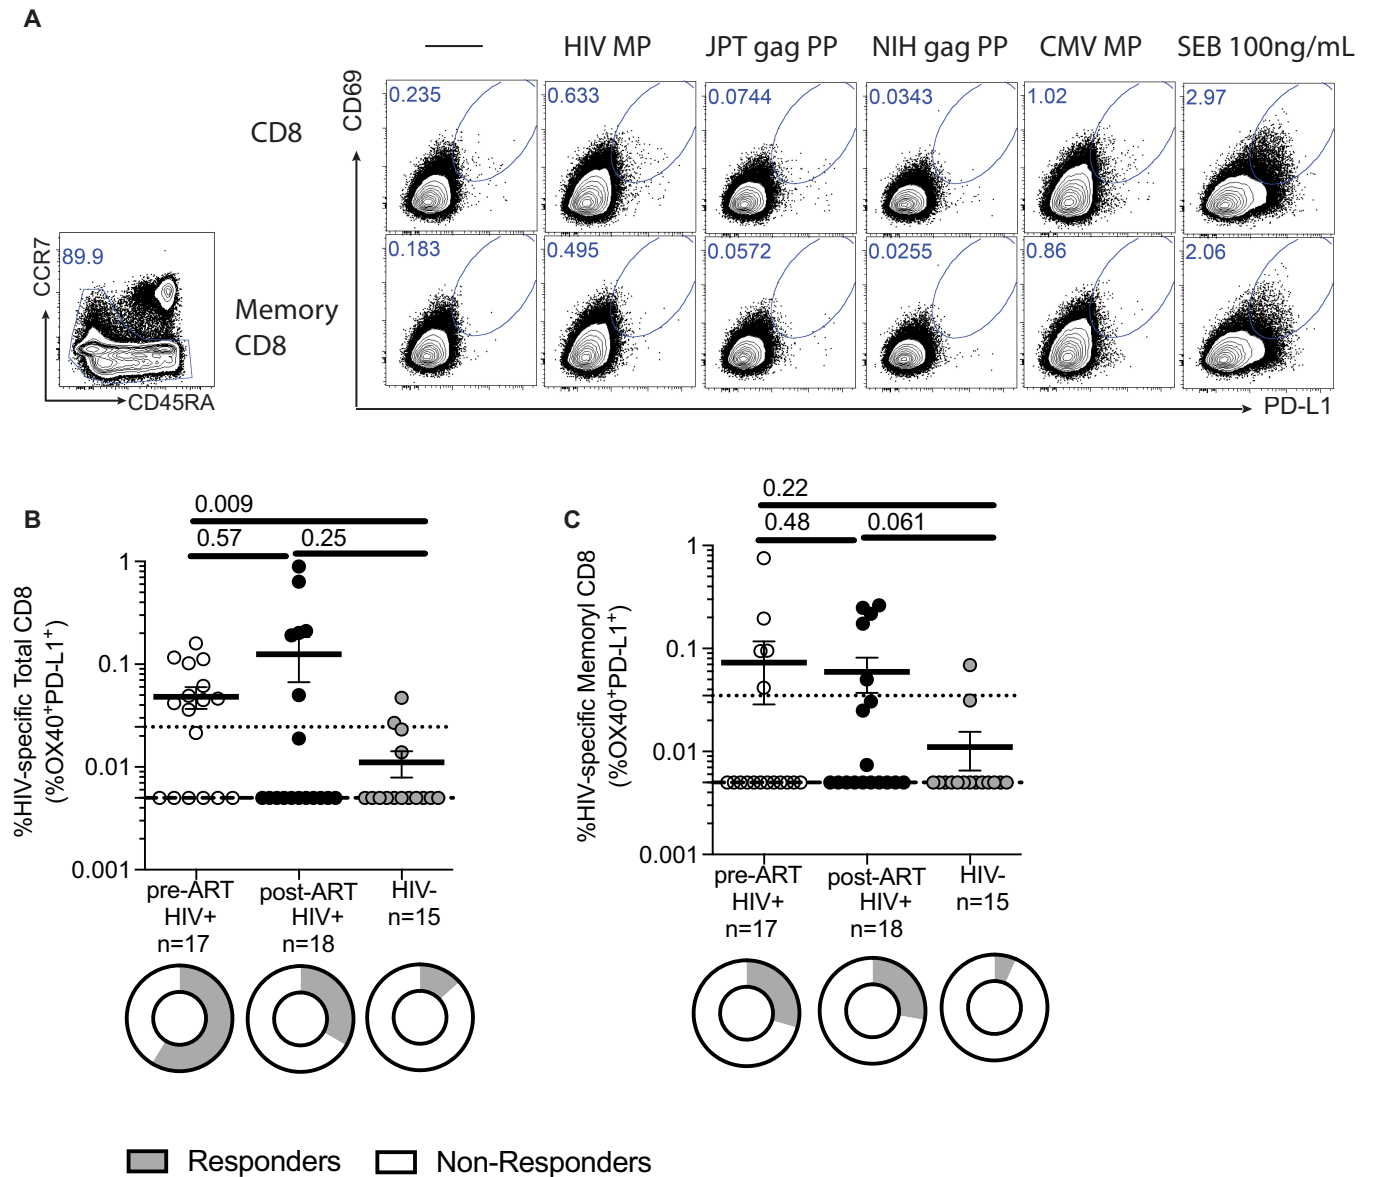 A
HIV MP
JPT gag PP
NIH gag PP
CMV MP
SEB 100ng/mL
CD69
CD8
0.235
0.633
0.0744
0.0343
1.02
2.97
CCR7
89.9
CD45RA
Memory
CD8
0.183
0.495
0.0572
0.0255
0.86
2.06
PD-L1
B
0.009
0.57
0.25
%HIV-specific Total CD8
(%OX40+PD-L1+)
1
0.1
0.01
0.001
pre-ART
HIV+
n=17
post-ART
HIV+
n=18
HIV-
n=15
C
0.22
0.48
0.061
%HIV-specific Memoryl CD8
(%OX40+PD-L1+)
1
0.1
0.01
0.001
pre-ART
HIV+
n=17
post-ART
HIV+
n=18
HIV-
n=15
Responders
Non-Responders